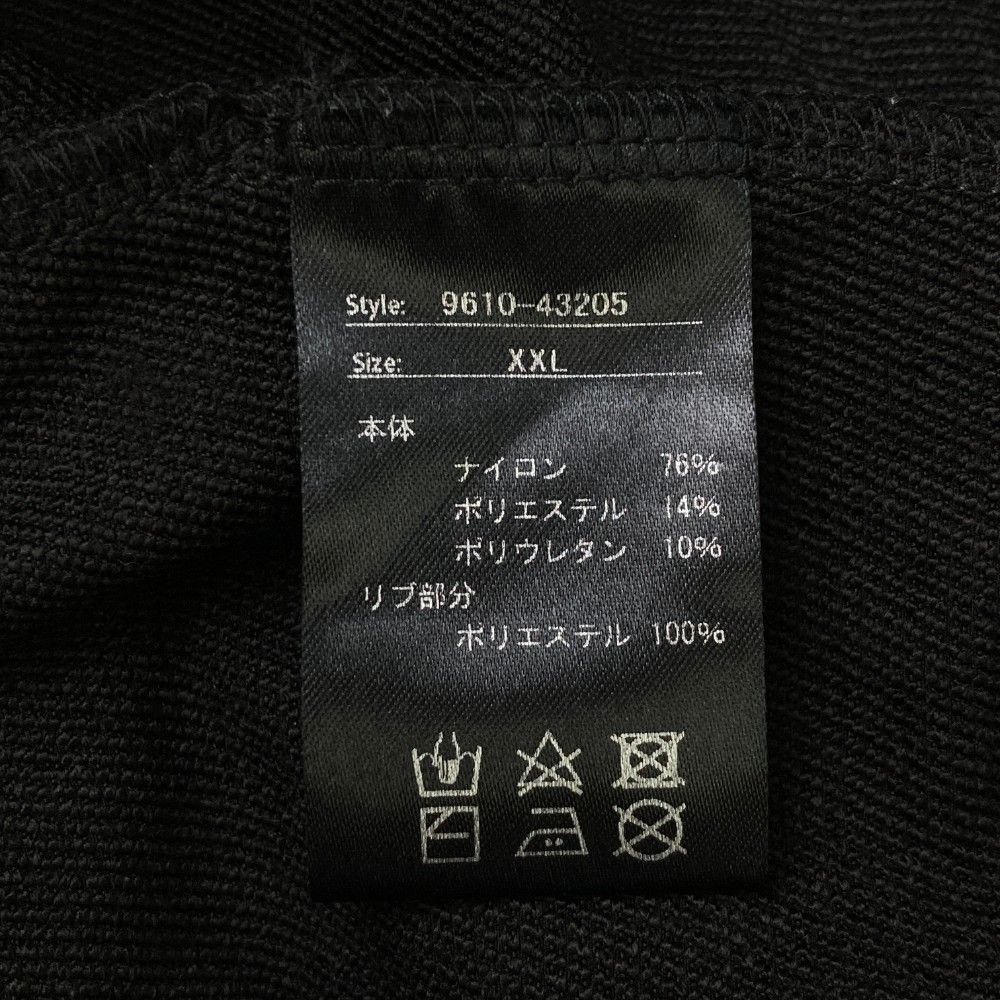 Style: 9610-43205
Size: XXL
本体
ナイロン 76%
ポリエステル 14%
ポリウレタン 10%
リブ部分
ポリエステル 100%